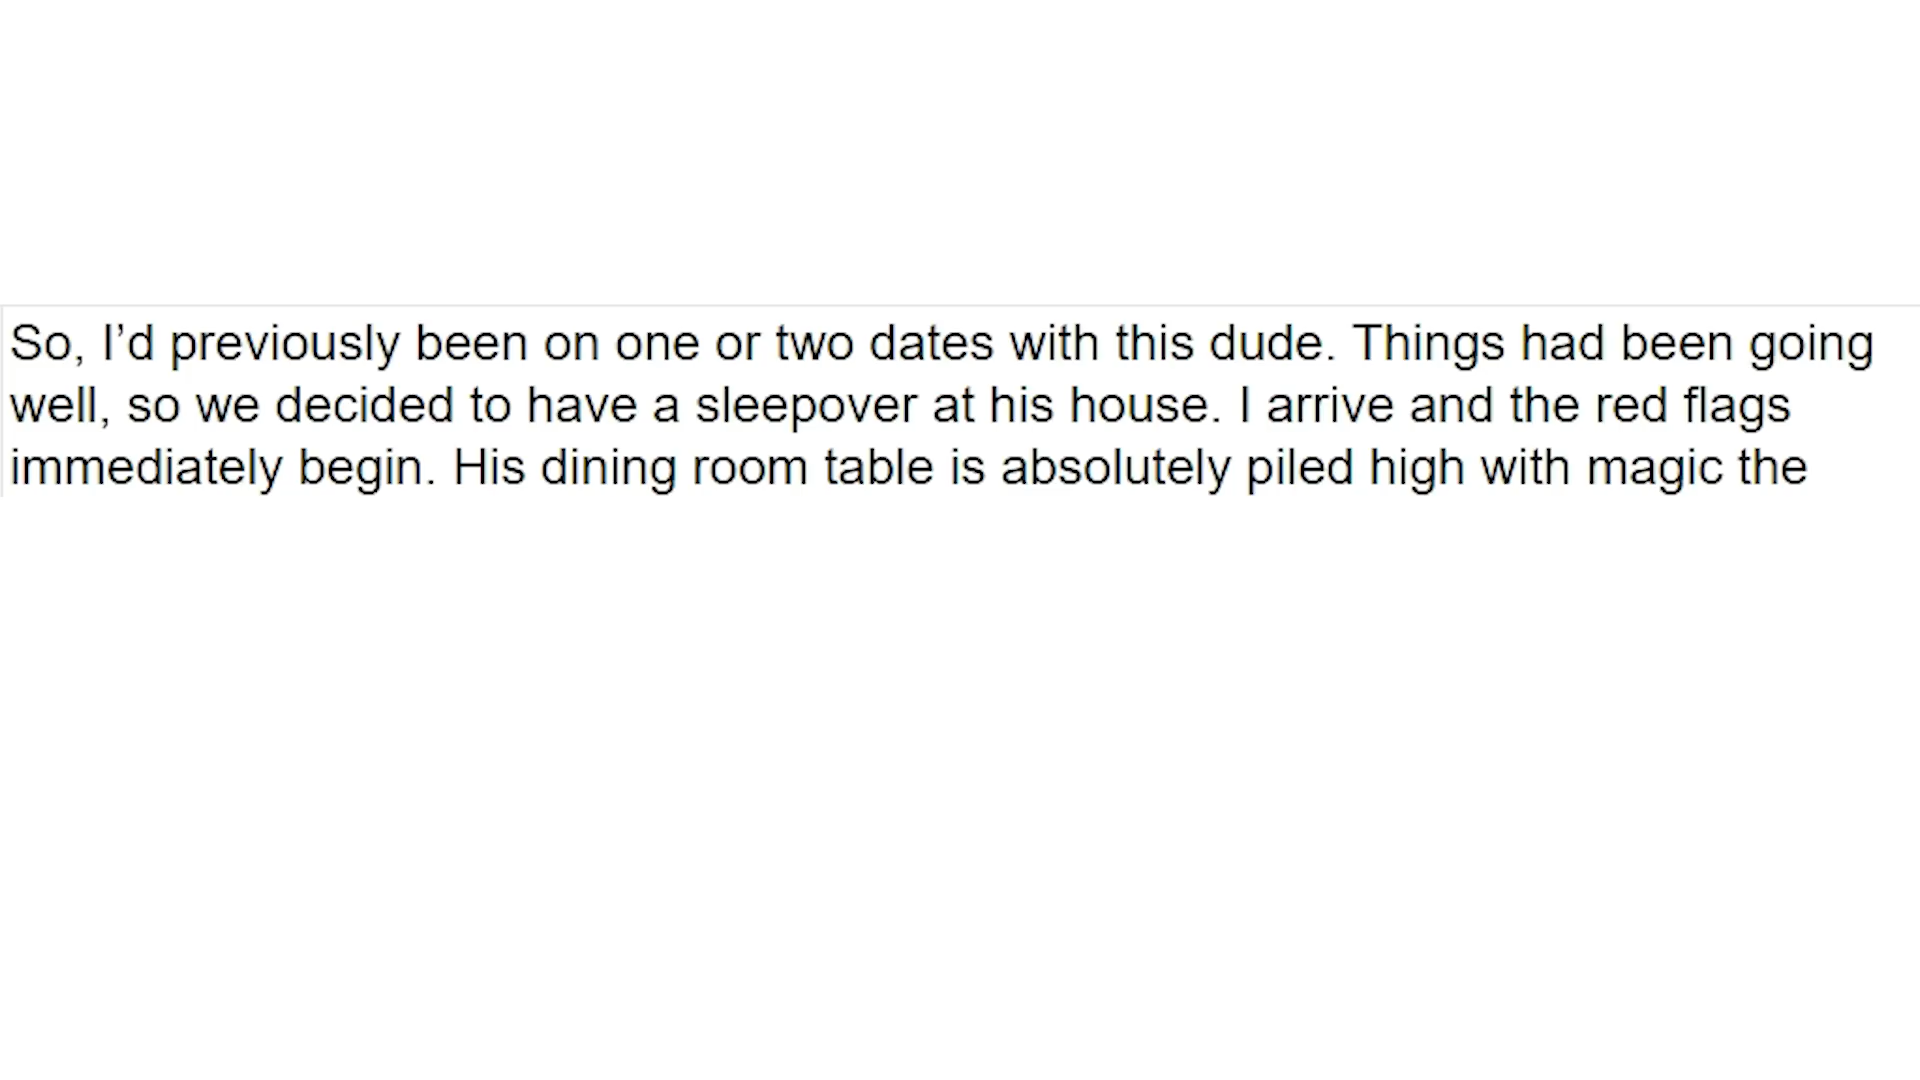 So, I’d previously been on one or two dates with this dude. Things had been going
well, so we decided to have a sleepover at his house. I arrive and the red flags
immediately begin. His dining room table is absolutely piled high with magic the